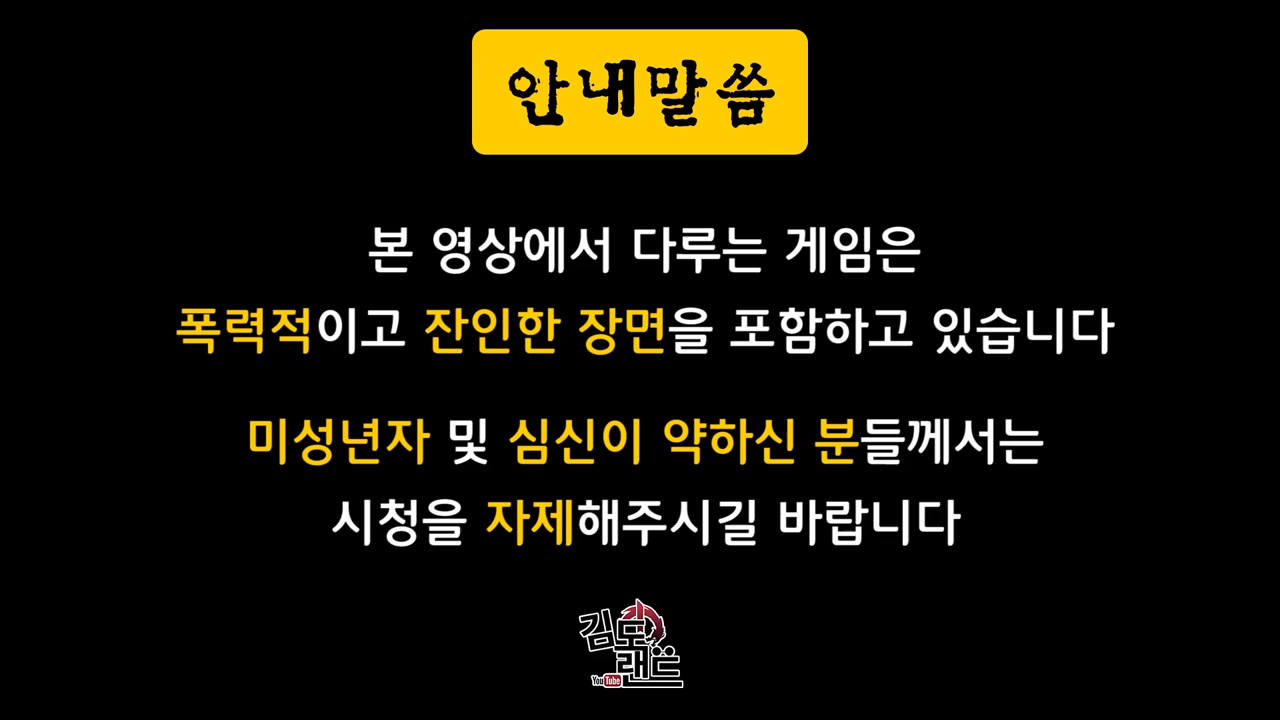 안내말씀
본 영상에서 다루는 게임은
폭력적이고 잔인한 장면을 포함하고 있습니다
미성년자 및 심신이 약하신 분들께서는
시청을 자제해주시길 바랍니다
김도
랜드
YouTube